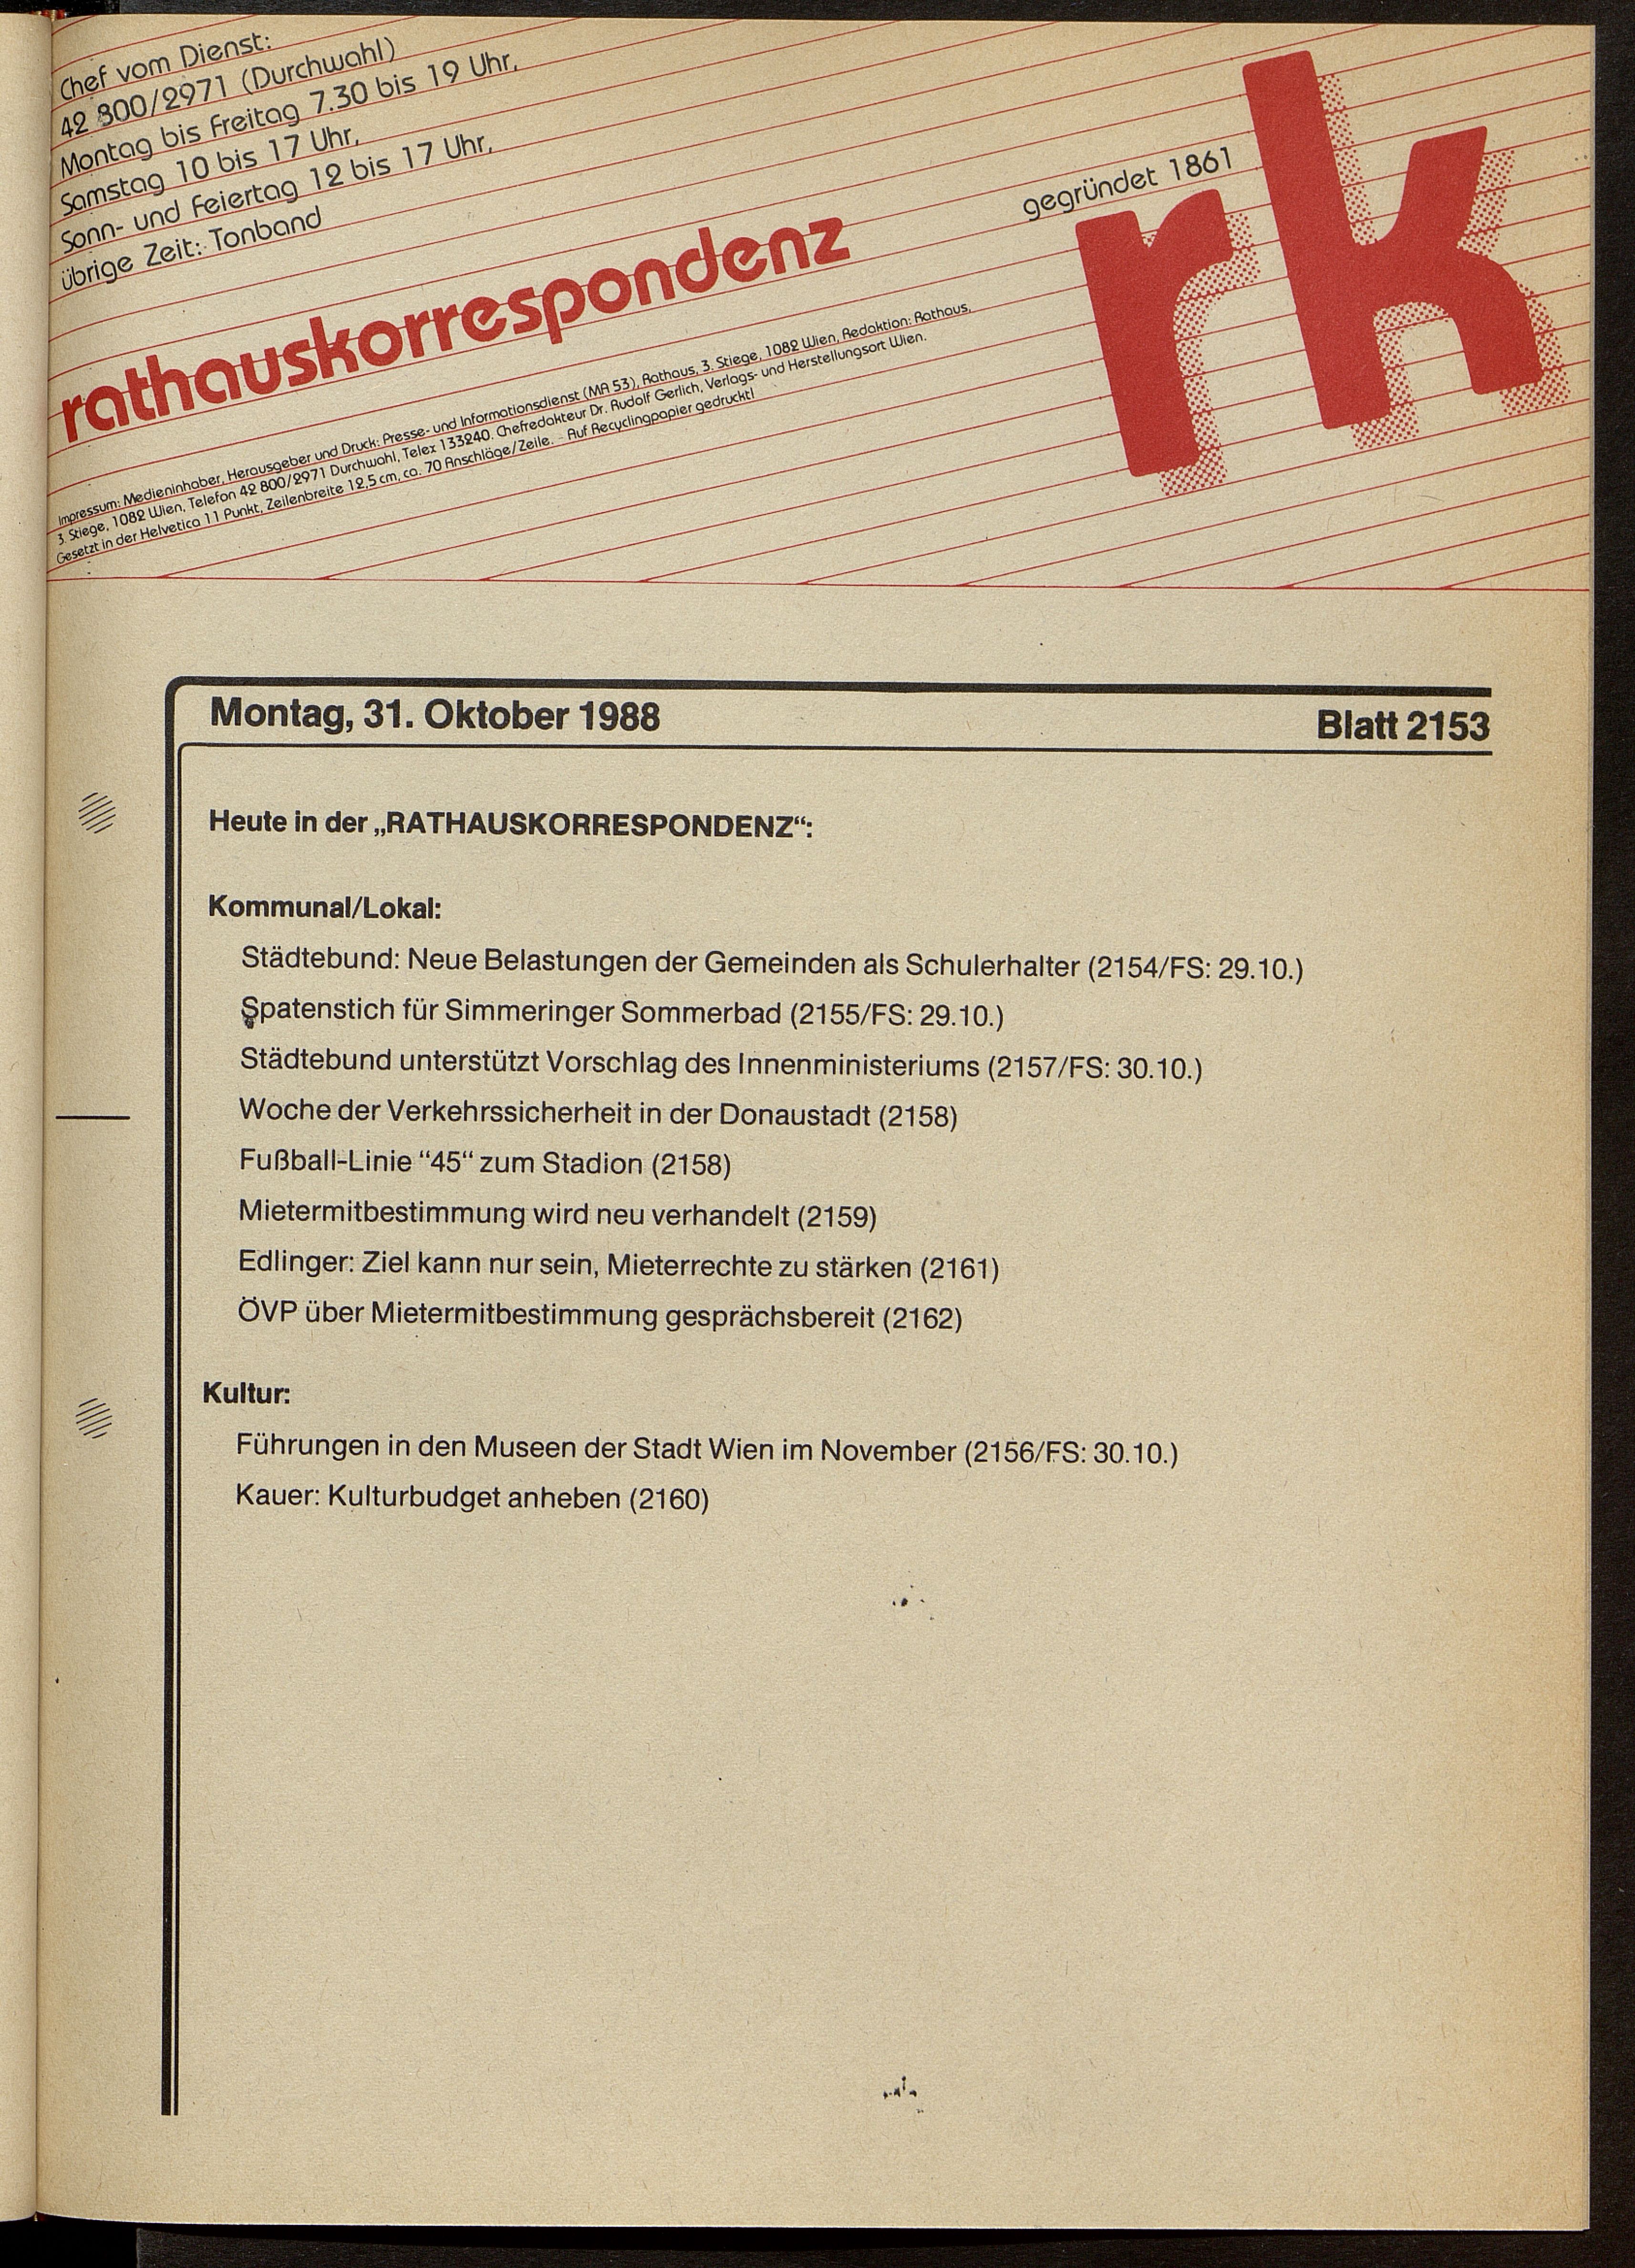 Chef vom Dienst:
42 800/2971 (Durchwahl)
Montag bis Freitag 7.30 bis 19 Uhr,
Samstag 10 bis 17 Uhr,
Sonn- und Feiertag 12 bis 17 Uhr,
übrige Zeit: Tonband
gegründet 1861
rk
rathauskorrespondenz
Impressum: Medieninhaber, Herausgeber und Druck: Presse- und Informationsdienst (MA 53), Rathaus, 3. Stiege, 1082 Wien, Redaktion: Rathaus,
3. Stiege, 1082 Wien, Telefon 42 800/2971 Durchwahl, Telex 133240. Chefredakteur Dr. Rudolf Gerlich, Verlags- und Herstellungsort Wien.
Gesetzt in der Helvetica 11 Punkt, Zeilenbreite 12,5 cm, ca. 70 Anschläge/Zeile. - Auf Recyclingpapier gedruckt!
Montag, 31. Oktober 1988
Blatt 2153
Heute in der „RATHAUSKORRESPONDENZ“:
Kommunal/Lokal:
Städtebund: Neue Belastungen der Gemeinden als Schulerhalter (2154/FS: 29.10.)
Spatenstich für Simmeringer Sommerbad (2155/FS: 29.10.)
Städtebund unterstützt Vorschlag des Innenministeriums (2157/FS: 30.10.)
Woche der Verkehrssicherheit in der Donaustadt (2158)
Fußball-Linie “45“ zum Stadion (2158)
Mietermitbestimmung wird neu verhandelt (2159)
Edlinger: Ziel kann nur sein, Mieterrechte zu stärken (2161)
ÖVP über Mietermitbestimmung gesprächsbereit (2162)
Kultur:
Führungen in den Museen der Stadt Wien im November (2156/FS: 30.10.)
Kauer: Kulturbudget anheben (2160)